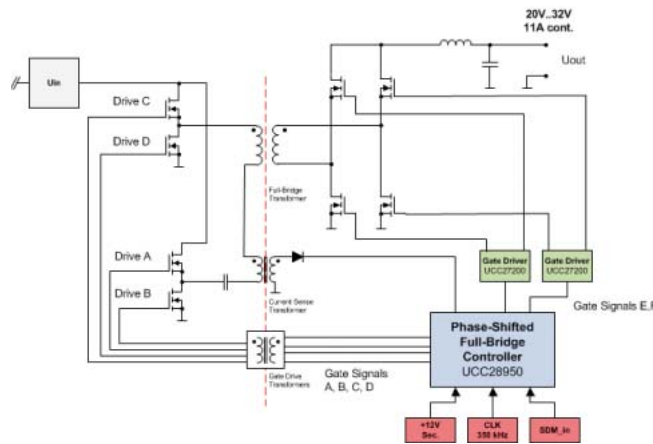 20V..32V
11A cont.
Uin
Uout
Drive C
Drive D
Full-Bridge
Transformer
Drive A
Drive B
Gate Driver
UCC27200
Gate Driver
UCC27200
Current Sense
Transformer
Gate Signals E,F
Phase-Shifted
Full-Bridge
Controller
UCC28950
Gate Drive
Transformers
Gate Signals
A, B, C, D
+12V
Sec.
CLK
350 kHz
SDM_in